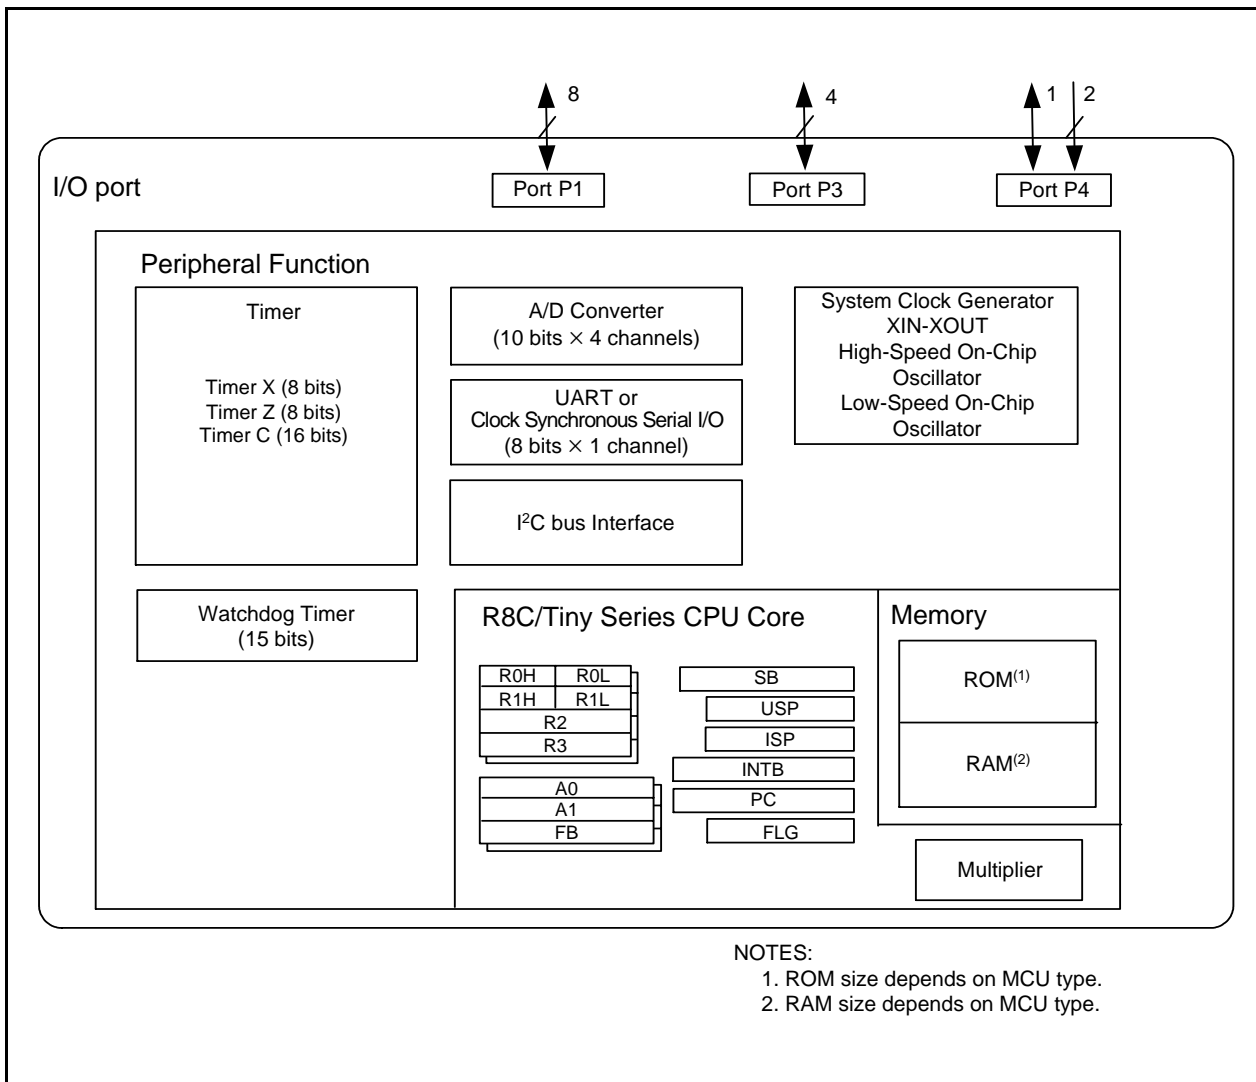 8
4
1
2
I/O port
Port P1
Port P3
Port P4
Peripheral Function
Timer
Timer X (8 bits)
Timer Z (8 bits)
Timer C (16 bits)
A/D Converter
(10 bits × 4 channels)
UART or
Clock Synchronous Serial I/O
(8 bits × 1 channel)
I²C bus Interface
System Clock Generator
XIN-XOUT
High-Speed On-Chip
Oscillator
Low-Speed On-Chip
Oscillator
Watchdog Timer
(15 bits)
R8C/Tiny Series CPU Core
R0H
R0L
R1H
R1L
R2
R3
A0
A1
FB
SB
USP
ISP
INTB
PC
FLG
Memory
ROM(1)
RAM(2)
Multiplier
NOTES:
1. ROM size depends on MCU type.
2. RAM size depends on MCU type.